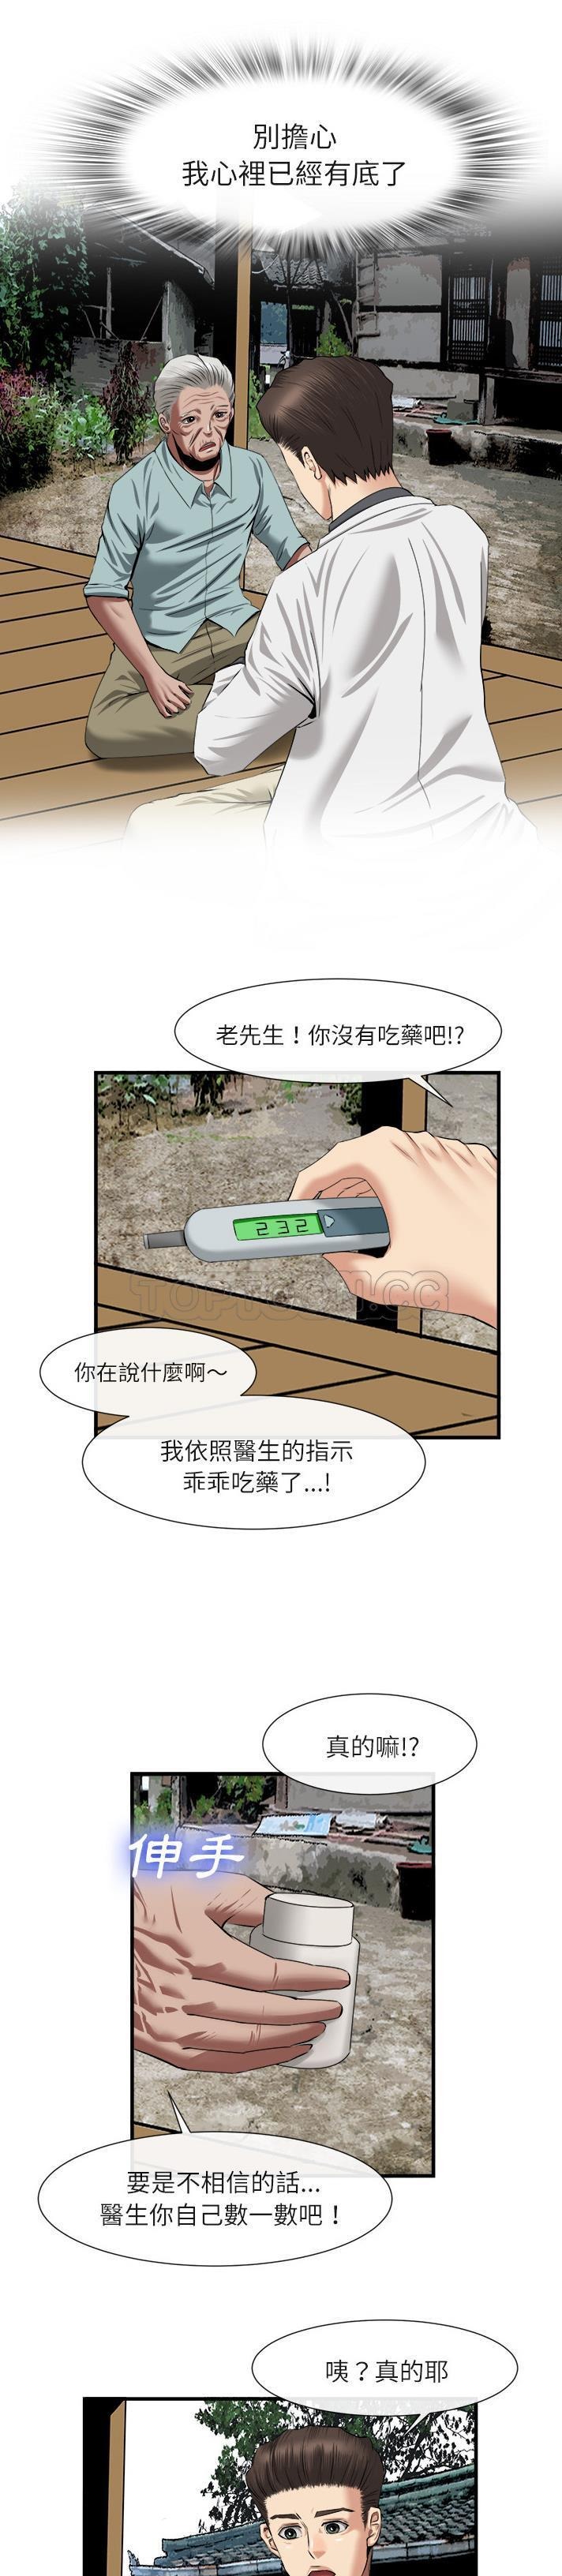 別擔心
我心裡已經有底了
老先生！你沒有吃藥吧!?
232
TOPTOON.CC
你在說什麼啊～
我依照醫生的指示
乖乖吃藥了...!
真的嘛!?
伸手
要是不相信的話...
醫生你自己數一數吧！
咦？真的耶